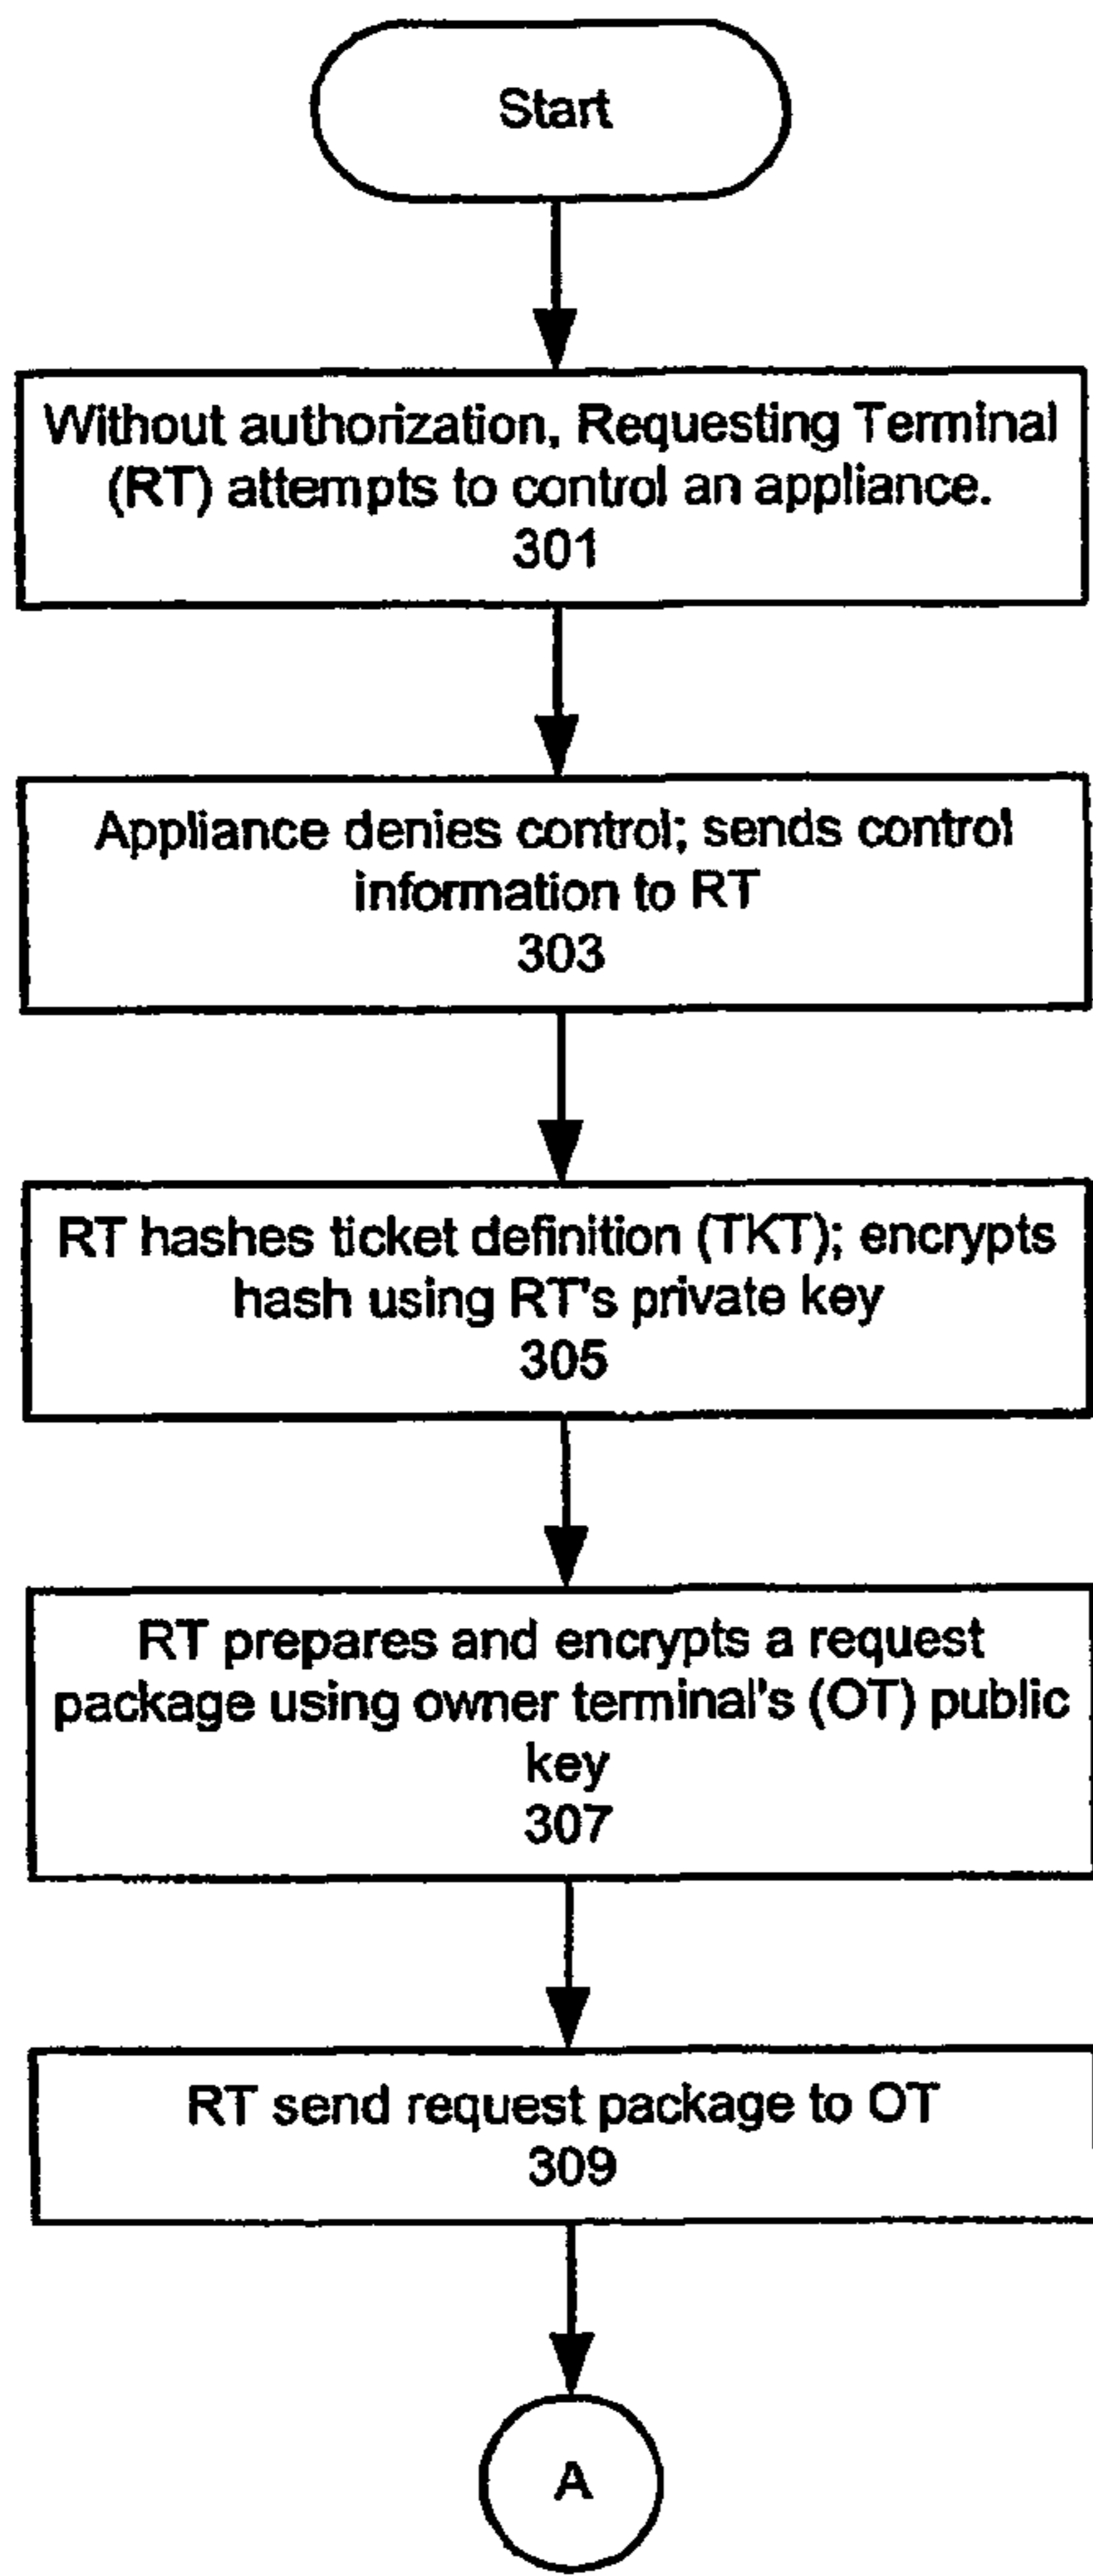 Start
Without authorization, Requesting Terminal
(RT) attempts to control an appliance.
301
Appliance denies control; sends control
information to RT
303
RT hashes ticket definition (TKT); encrypts
hash using RT's private key
305
RT prepares and encrypts a request
package using owner terminal's (OT) public
key
307
RT send request package to OT
309
A